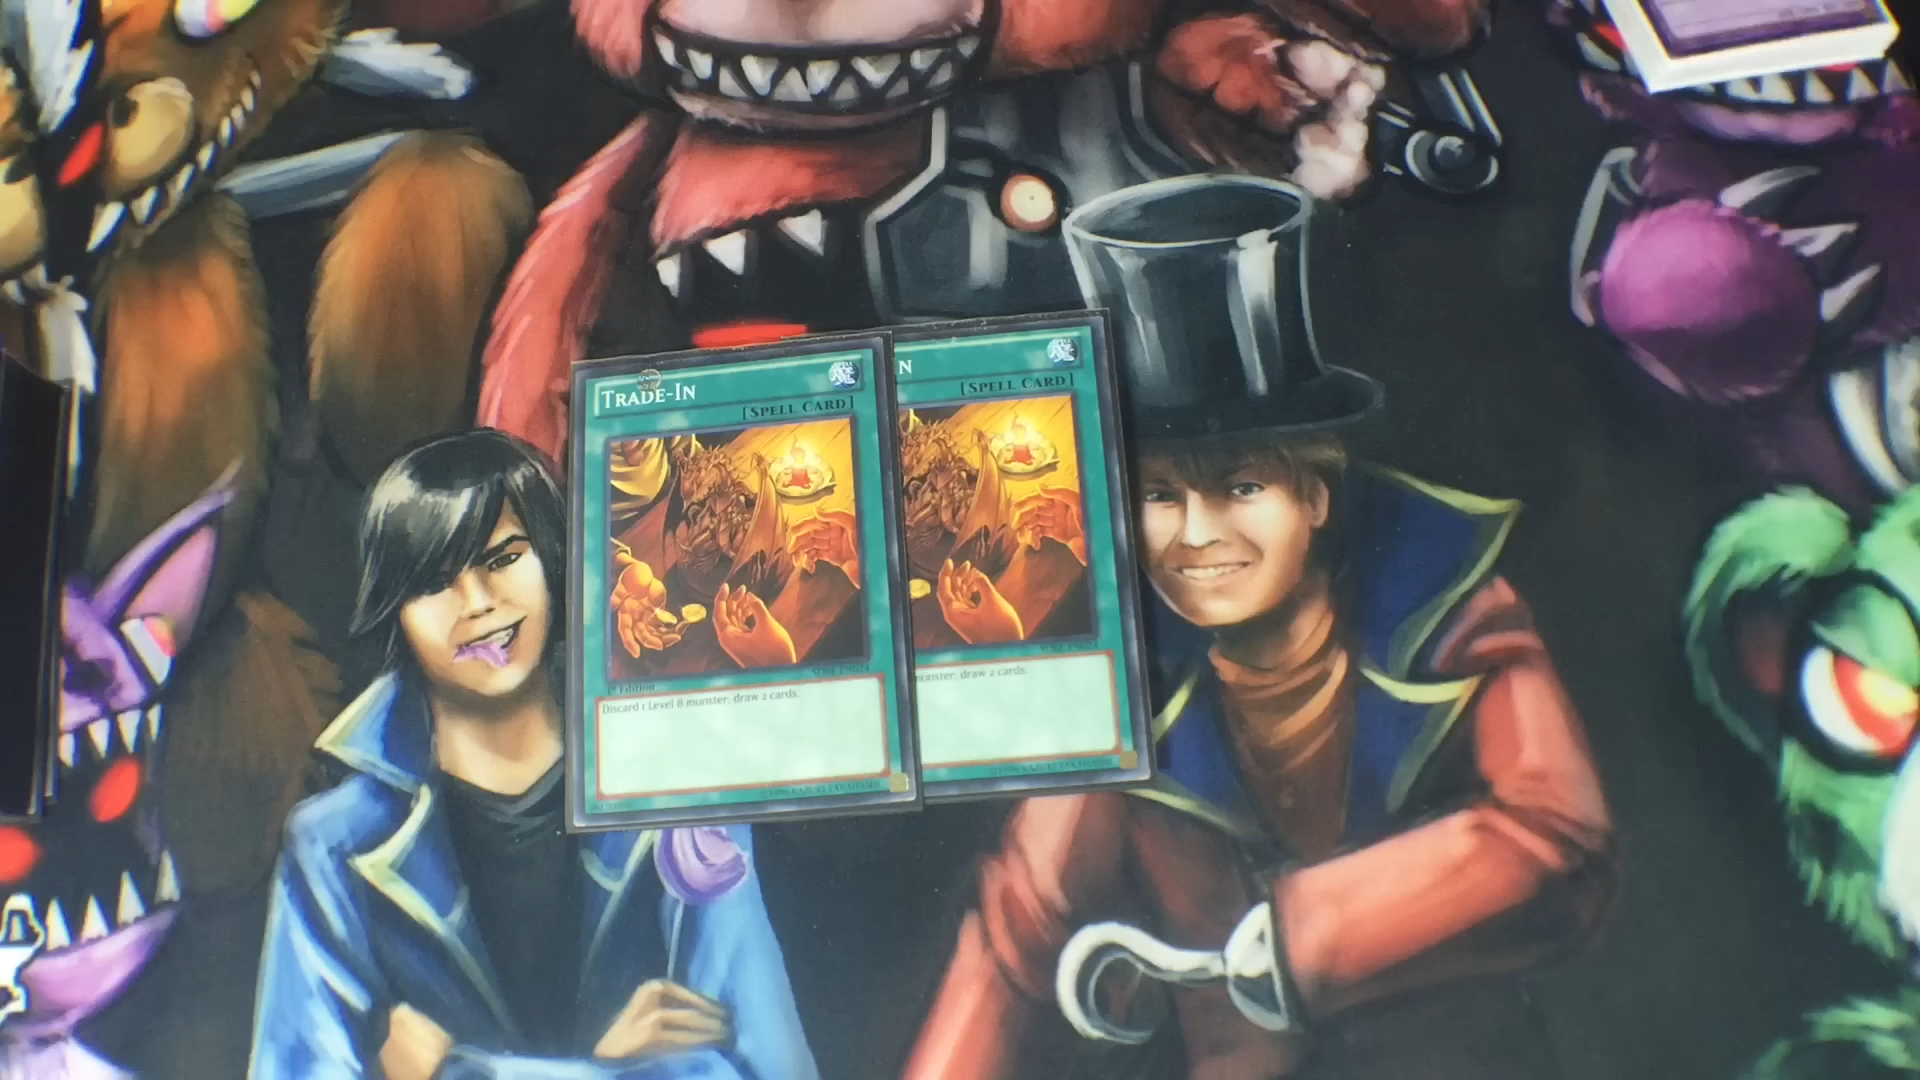 Trade-In
[Spell Card]
1st Edition
Discard 1 Level 8 monster; draw 2 cards.
N
[Spell Card]
monster; draw 2 cards.